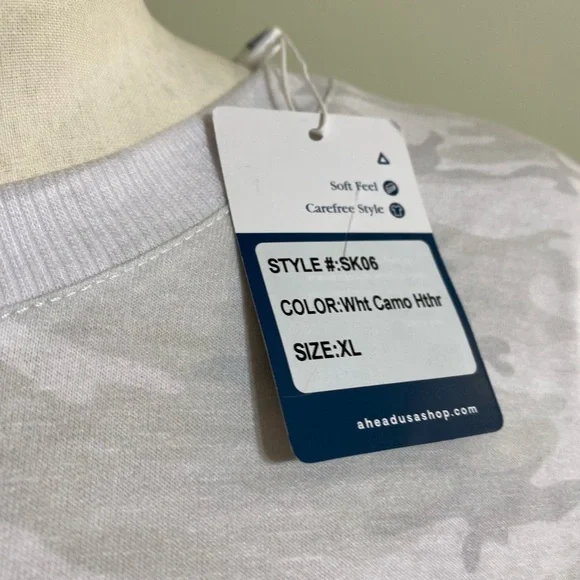 Soft Feel
Carefree Style
STYLE #:SK06
COLOR:Wht Camo Hthr
SIZE:XL
aheadusashop.com